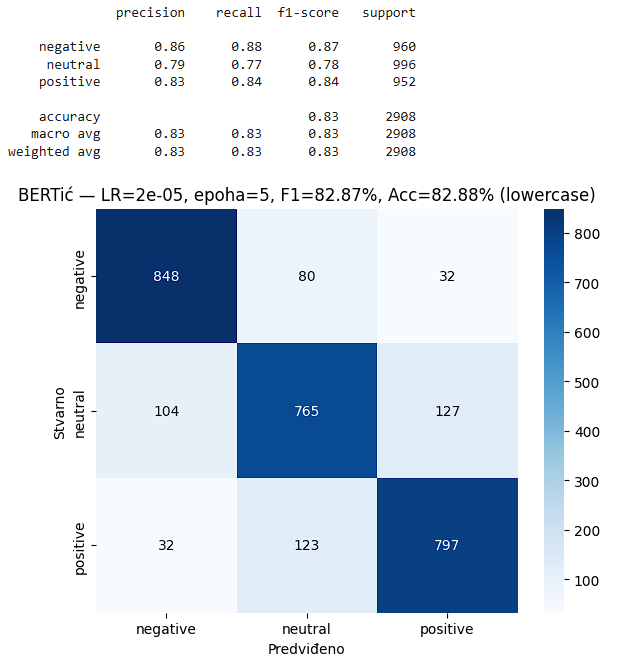 precision recall f1-score support
negative 0.86 0.88 0.87 960
neutral 0.79 0.77 0.78 996
positive 0.83 0.84 0.84 952
accuracy 0.83 2908
macro avg 0.83 0.83 0.83 2908
weighted avg 0.83 0.83 0.83 2908
BERTić — LR=2e-05, epoha=5, F1=82.87%, Acc=82.88% (lowercase)
negative 848 80 32
Stvarno
neutral 104 765 127
positive 32 123 797
negative neutral positive
Predviđeno
800
700
600
500
400
300
200
100